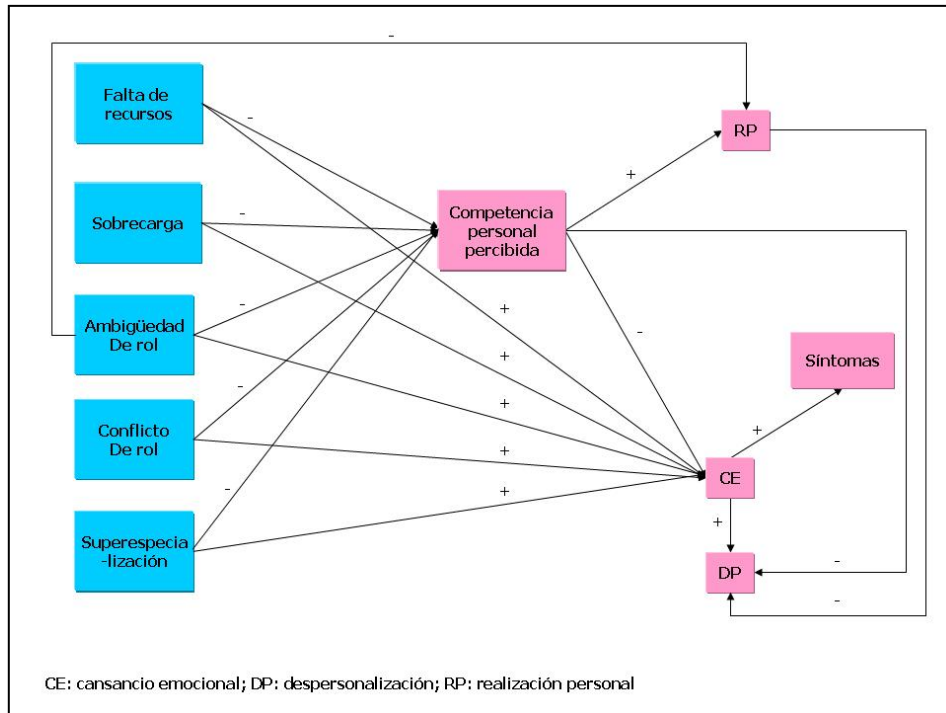 -
Falta de
recursos
-
RP
+
Sobrecarga
-
Competencia
personal
percibida
-
+
-
Ambigüedad
De rol
+
Síntomas
-
+
Conflicto
De rol
+
+
CE
-
+
+
Superespecia
-lización
DP
-
-
CE: cansancio emocional; DP: despersonalización; RP: realización personal